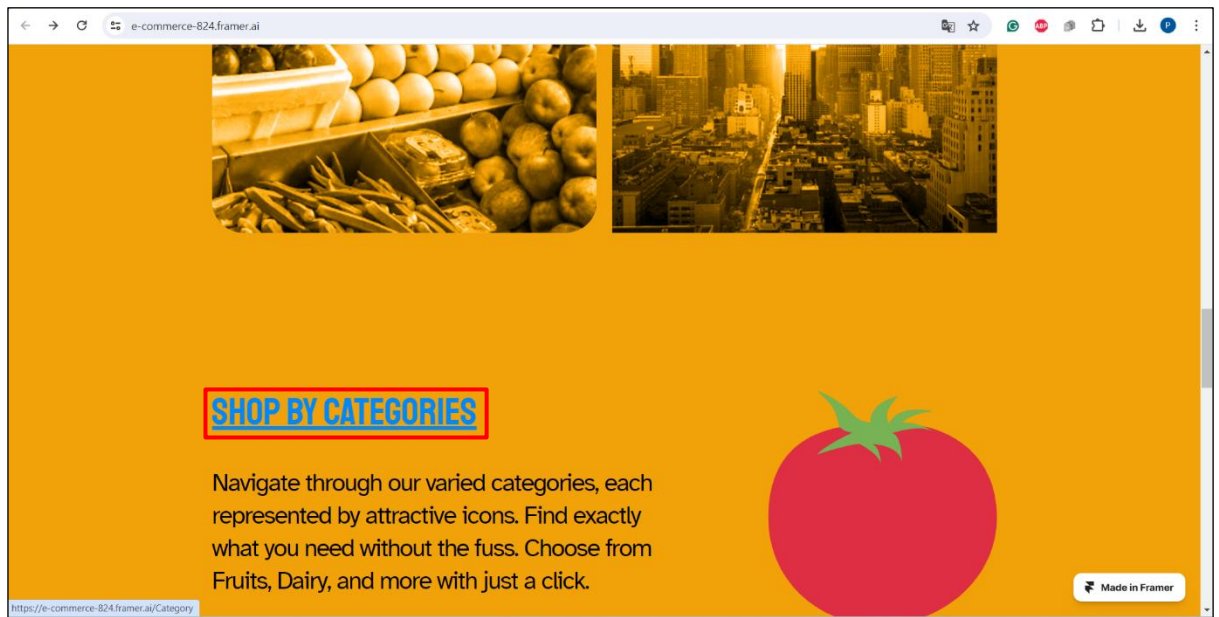 e-commerce-824.framer.ai
ABP
P
SHOP BY CATEGORIES
Navigate through our varied categories, each
represented by attractive icons. Find exactly
what you need without the fuss. Choose from
Fruits, Dairy, and more with just a click.
Made in Framer
https://e-commerce-824.framer.ai/Category